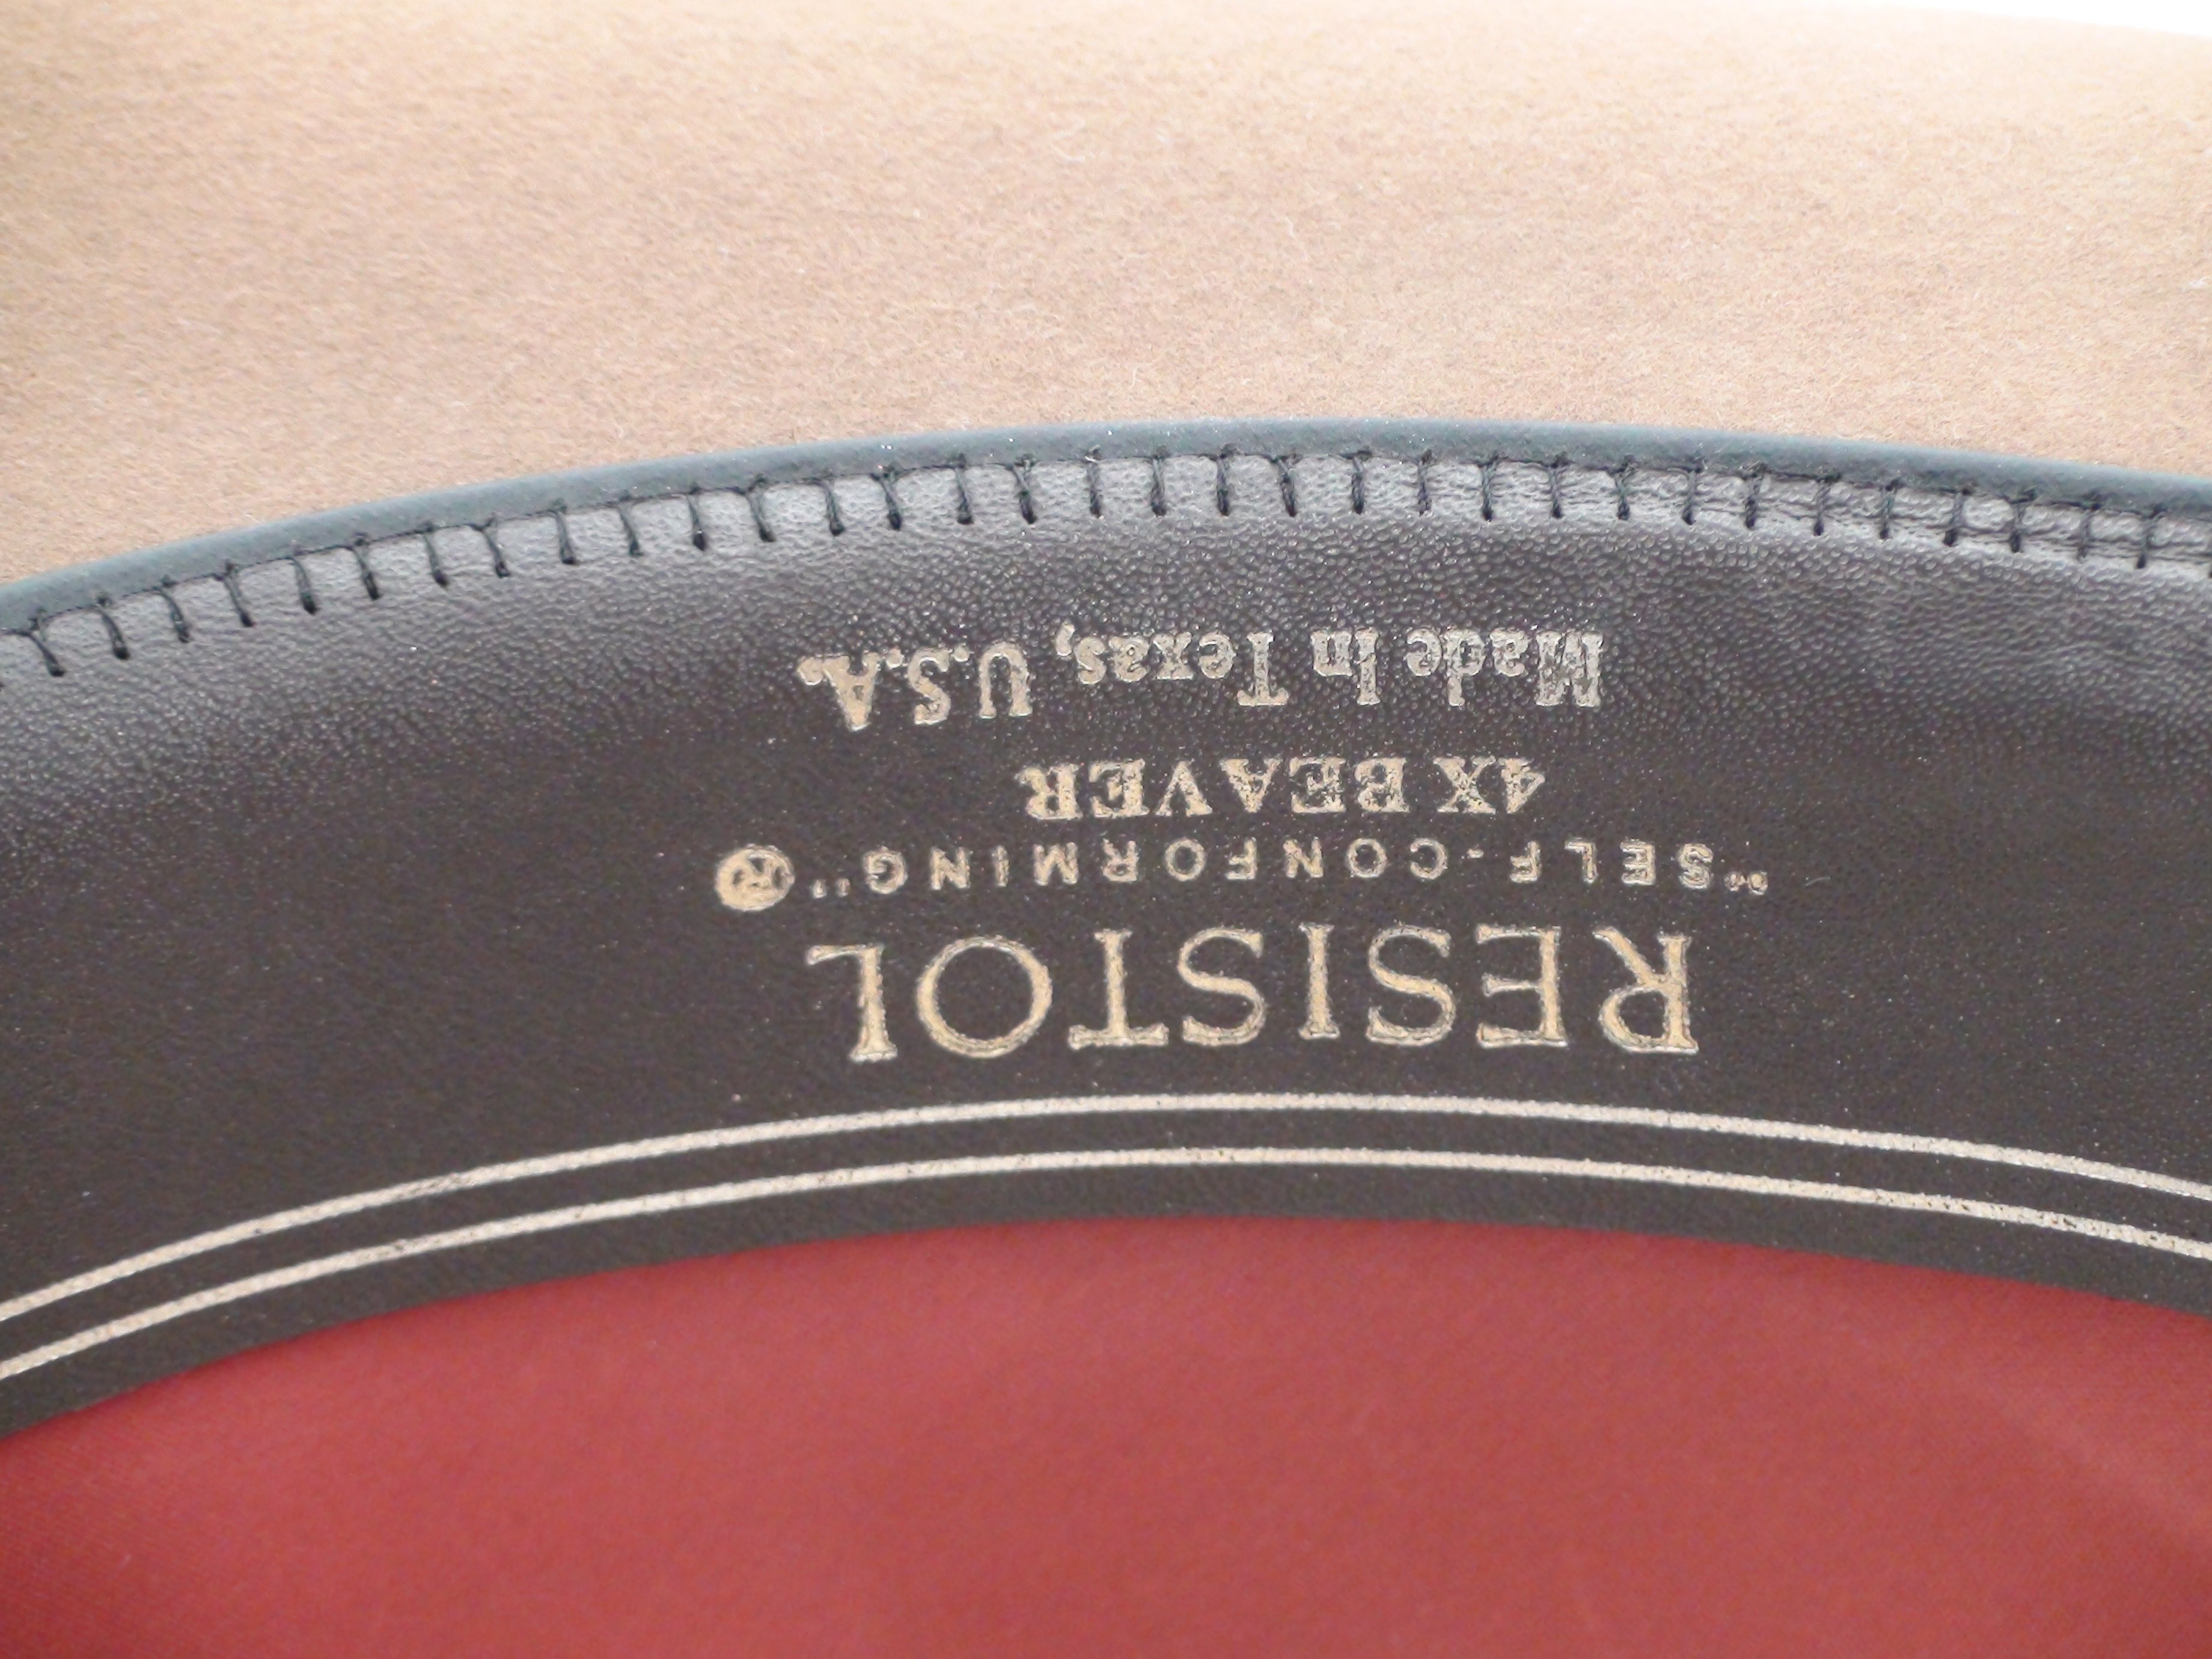 RESISTOL
"SELF-CONFORMING"®
4X BEAVER
Made In Texas, U.S.A.